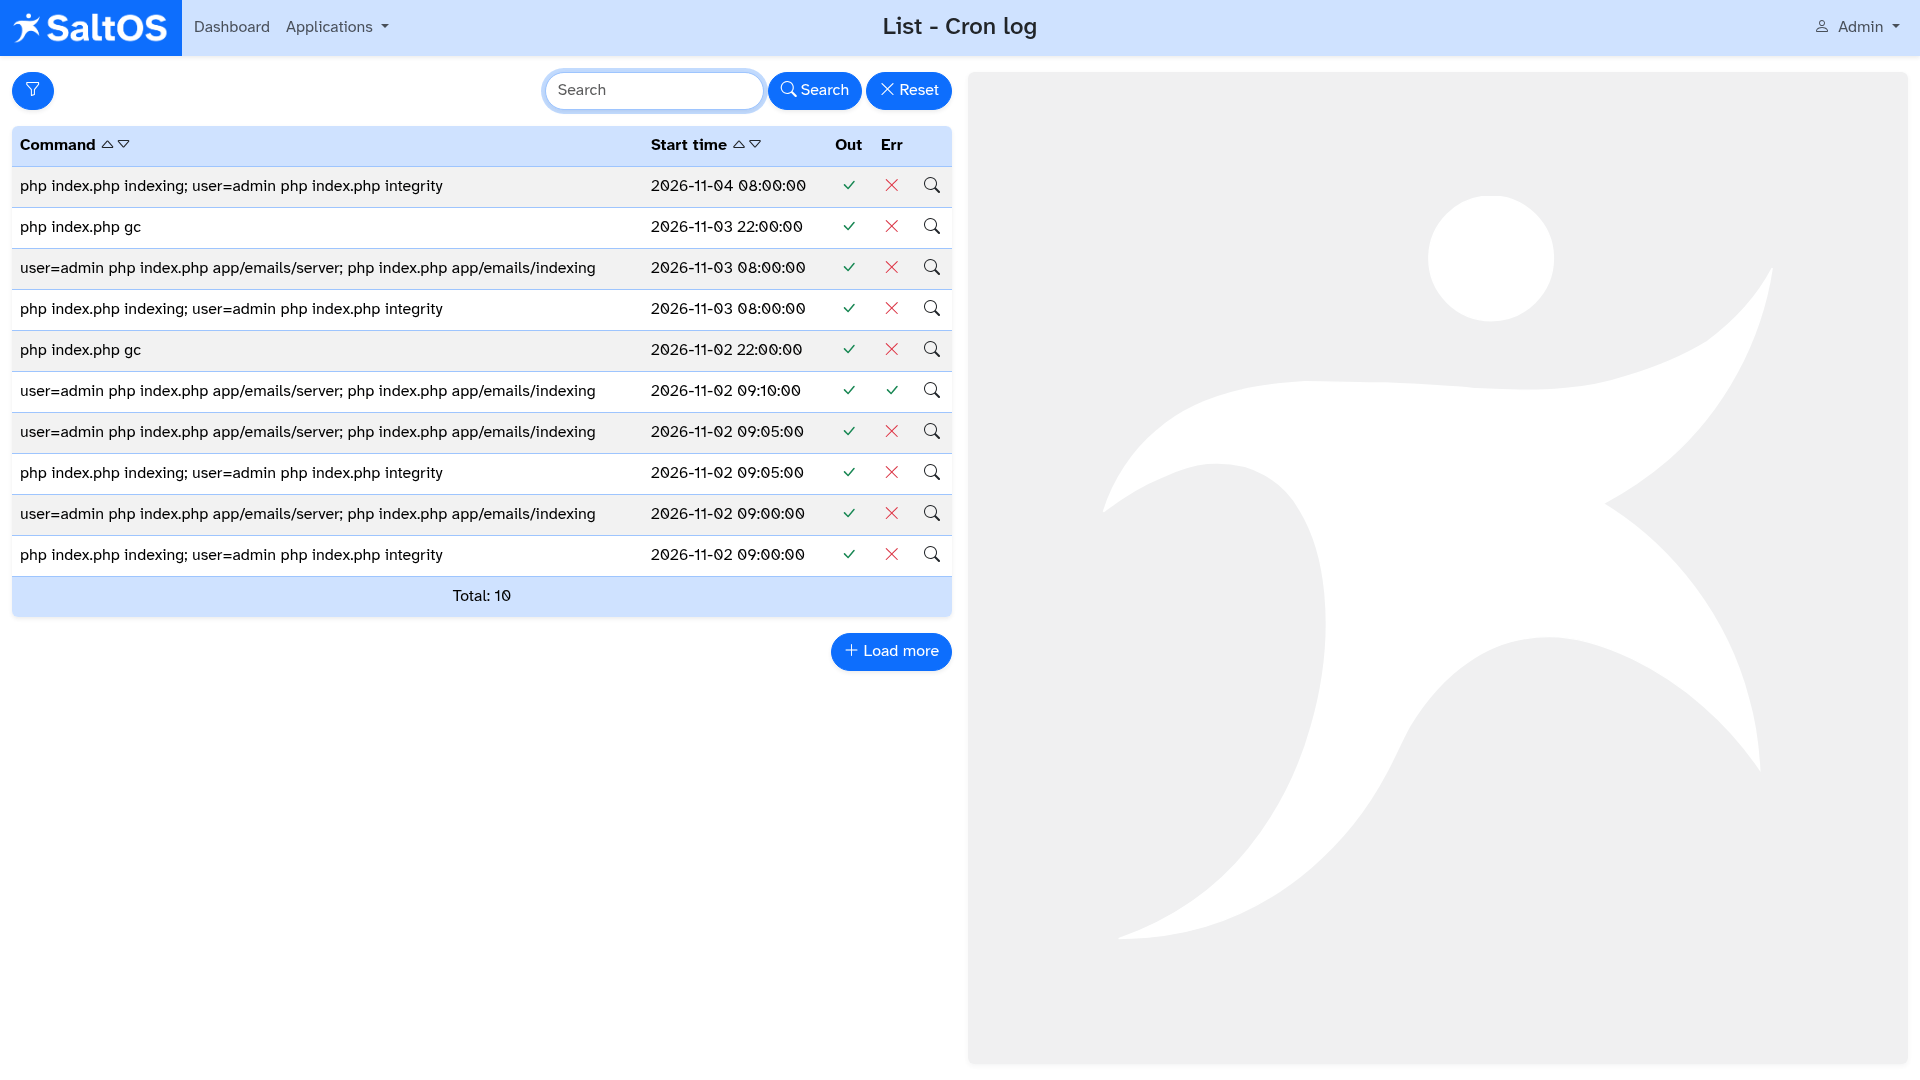 SaltOS Dashboard Applications List - Cron log Admin
Search Search Reset
Command Start time Out Err
php index.php indexing; user=admin php index.php integrity 2026-11-04 08:00:00
php index.php gc 2026-11-03 22:00:00
user=admin php index.php app/emails/server; php index.php app/emails/indexing 2026-11-03 08:00:00
php index.php indexing; user=admin php index.php integrity 2026-11-03 08:00:00
php index.php gc 2026-11-02 22:00:00
user=admin php index.php app/emails/server; php index.php app/emails/indexing 2026-11-02 09:10:00
user=admin php index.php app/emails/server; php index.php app/emails/indexing 2026-11-02 09:05:00
php index.php indexing; user=admin php index.php integrity 2026-11-02 09:05:00
user=admin php index.php app/emails/server; php index.php app/emails/indexing 2026-11-02 09:00:00
php index.php indexing; user=admin php index.php integrity 2026-11-02 09:00:00
Total: 10
Load more